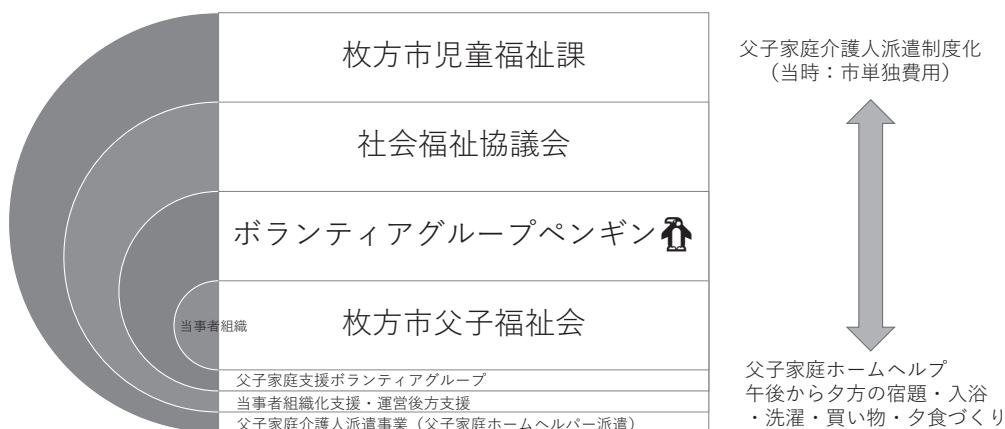 枚方市児童福祉課
社会福祉協議会
ボランティアグループペンギン
当事者組織
枚方市父子福祉会
父子家庭支援ボランティアグループ
当事者組織化支援・運営後方支援
父子家庭介護人派遣事業（父子家庭ホームヘルパー派遣）
父子家庭介護人派遣制度化
（当時：市単独費用）
父子家庭ホームヘルプ
午後から夕方の宿題・入浴
・洗濯・買い物・夕食づくり